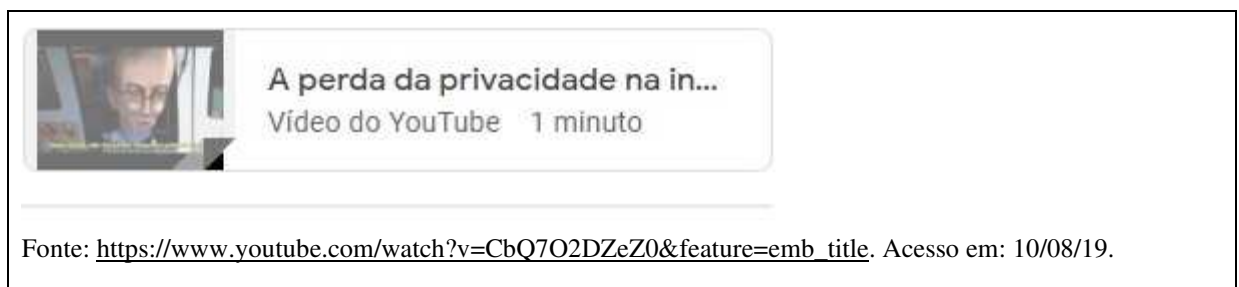 A perda da privacidade na in...
Vídeo do YouTube 1 minuto
Fonte: https://www.youtube.com/watch?v=CbQ7O2DZeZ0&feature=emb_title. Acesso em: 10/08/19.